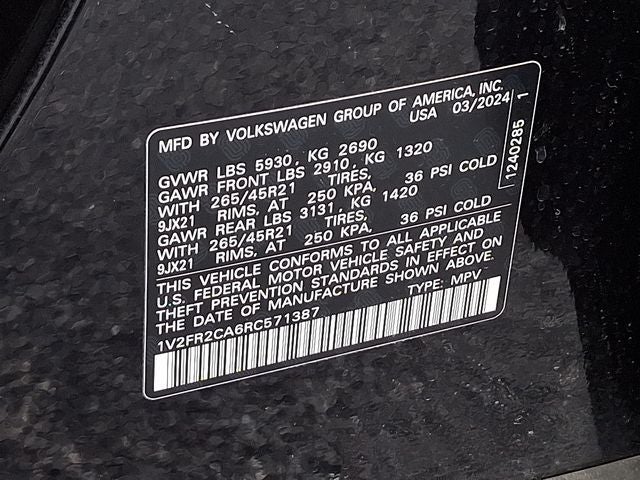 MFD BY VOLKSWAGEN GROUP OF AMERICA, INC.
USA 03/2024
GVWR LBS 5930, KG 2690
GAWR FRONT LBS 2910, KG 1320
WITH 265/45R21 TIRES,
9JX21 RIMS, AT 250 KPA, 36 PSI COLD
GAWR REAR LBS 3131, KG 1420
WITH 265/45R21 TIRES,
9JX21 RIMS, AT 250 KPA, 36 PSI COLD
THIS VEHICLE CONFORMS TO ALL APPLICABLE
U.S. FEDERAL MOTOR VEHICLE SAFETY AND
THEFT PREVENTION STANDARDS IN EFFECT ON
THE DATE OF MANUFACTURE SHOWN ABOVE.
1V2FR2CA6RC571387 TYPE: MPV
1240285 1